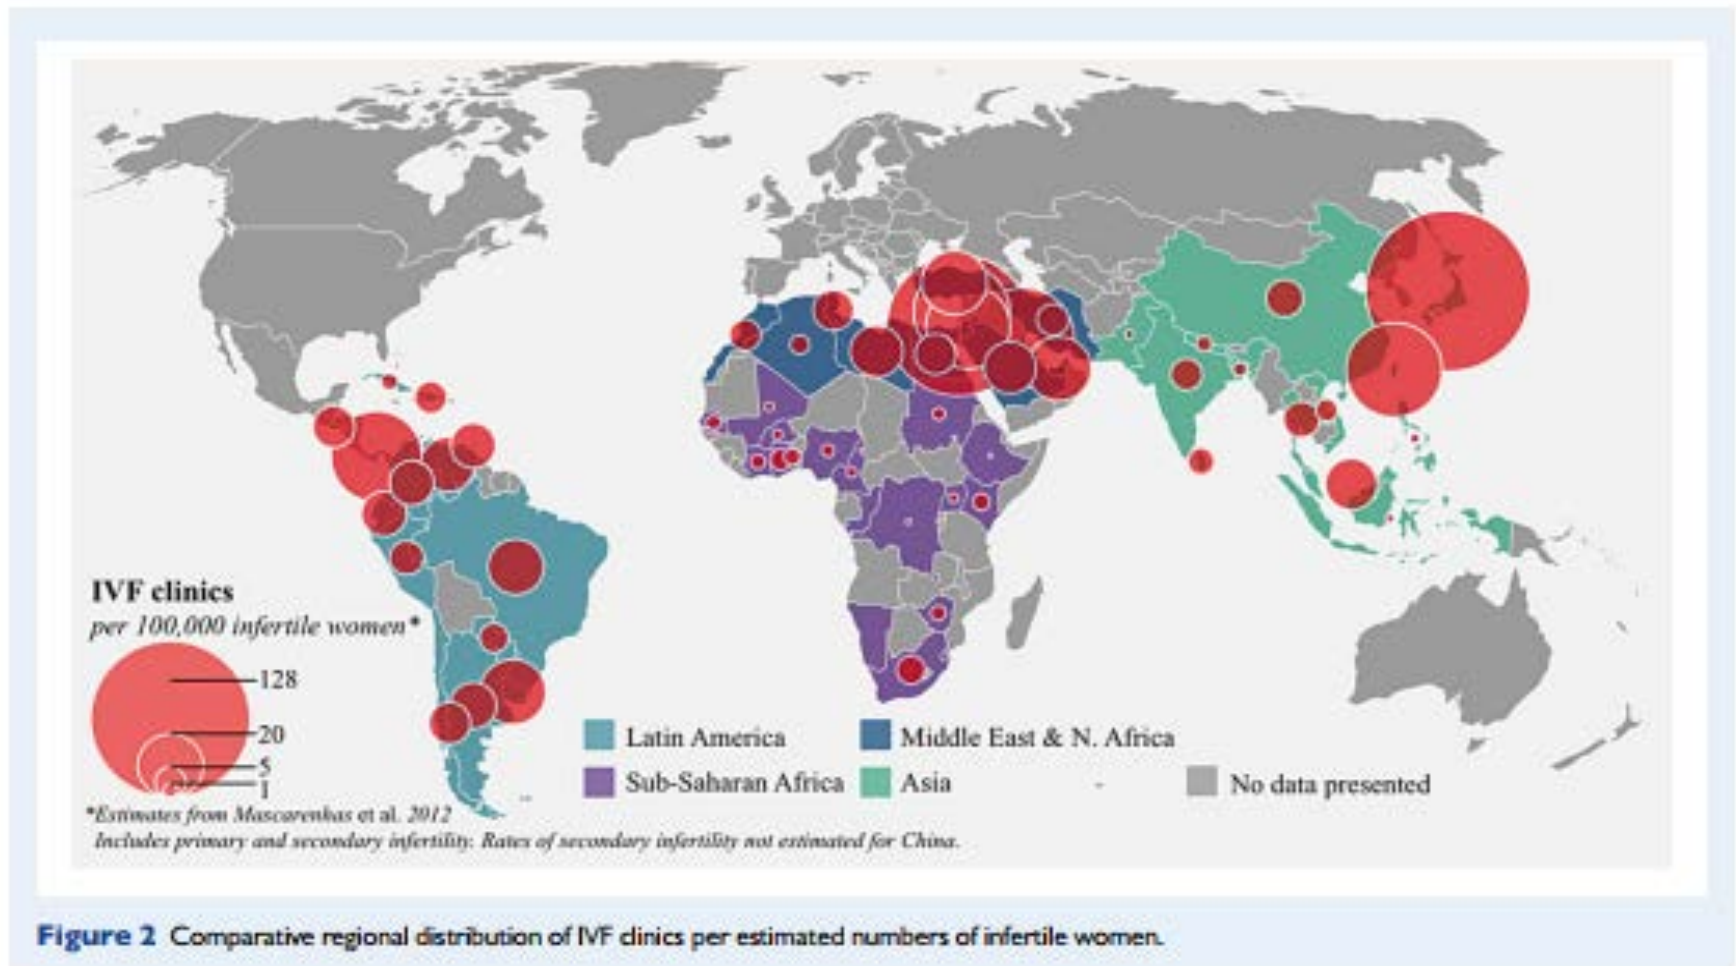 IVF clinics
per 100,000 infertile women*
128
20
5
1
Latin America
Middle East & N. Africa
Sub-Saharan Africa
Asia
No data presented
*Estimates from Mascarenhas et al. 2012
Includes primary and secondary infertility. Rates of secondary infertility not estimated for China.
Figure 2 Comparative regional distribution of IVF clinics per estimated numbers of infertile women.